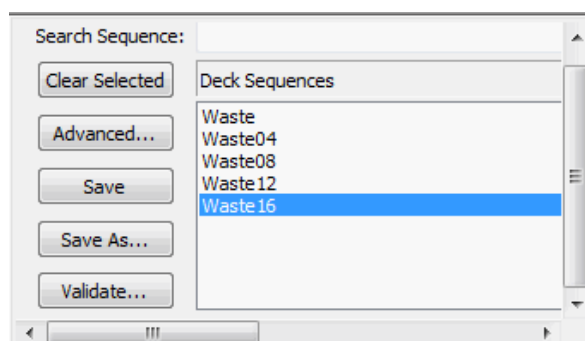 Search Sequence:
Clear Selected
Deck Sequences
Advanced...
Waste
Waste04
Waste08
Waste12
Waste16
Save
Save As...
Validate...